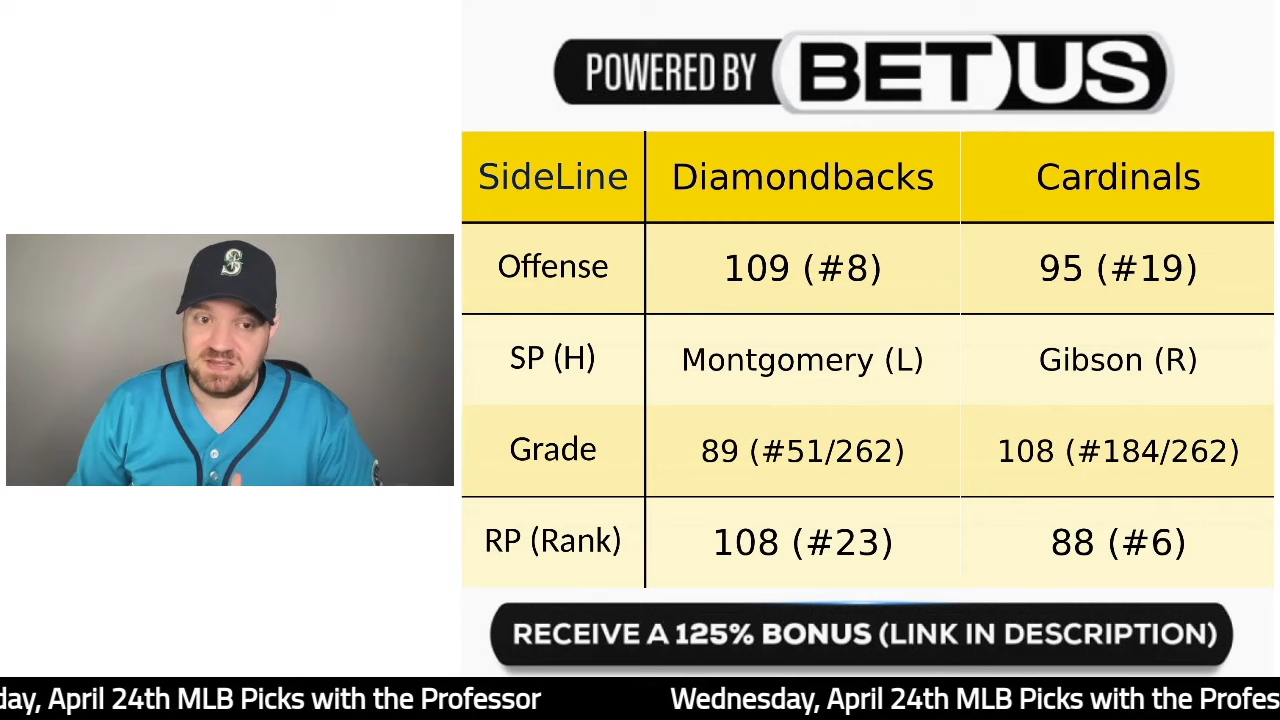 POWERED BY BETUS
SideLine Diamondbacks Cardinals
Offense 109 (#8) 95 (#19)
SP (H) Montgomery (L) Gibson (R)
Grade 89 (#51/262) 108 (#184/262)
RP (Rank) 108 (#23) 88 (#6)
RECEIVE A 125% BONUS (LINK IN DESCRIPTION)
day, April 24th MLB Picks with the Professor Wednesday, April 24th MLB Picks with the Profes
S